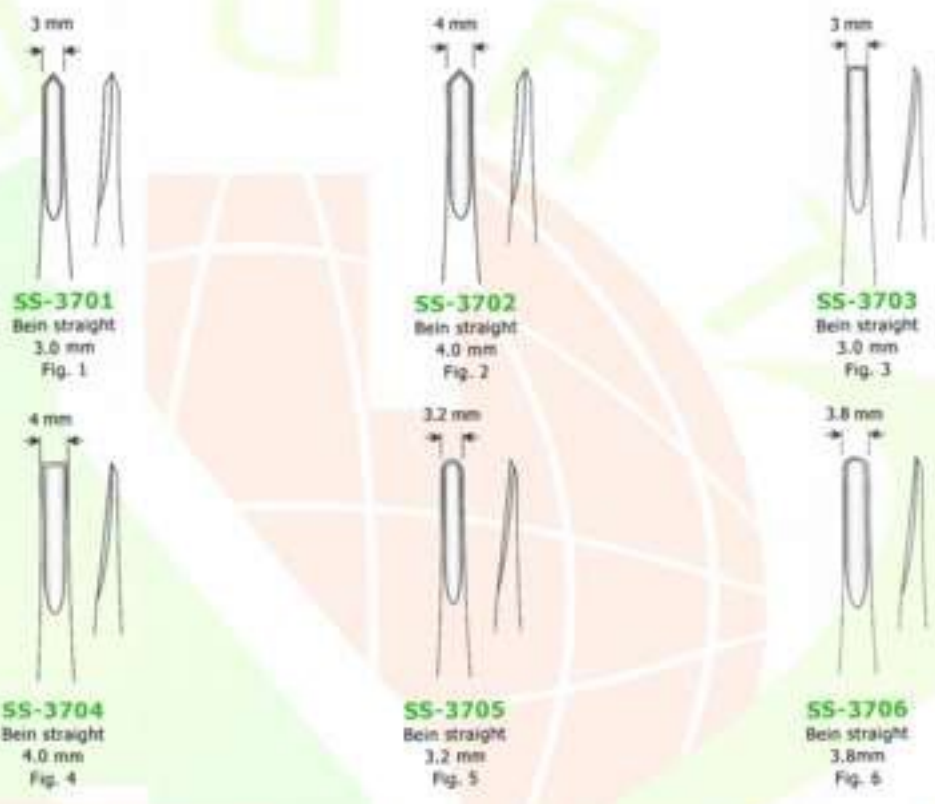 3 mm
4 mm
3 mm
SS-3701
Bein straight
3.0 mm
Fig. 1
SS-3702
Bein straight
4.0 mm
Fig. 2
SS-3703
Bein straight
3.0 mm
Fig. 3
4 mm
3.2 mm
3.8 mm
SS-3704
Bein straight
4.0 mm
Fig. 4
SS-3705
Bein straight
3.2 mm
Fig. 5
SS-3706
Bein straight
3.8mm
Fig. 6